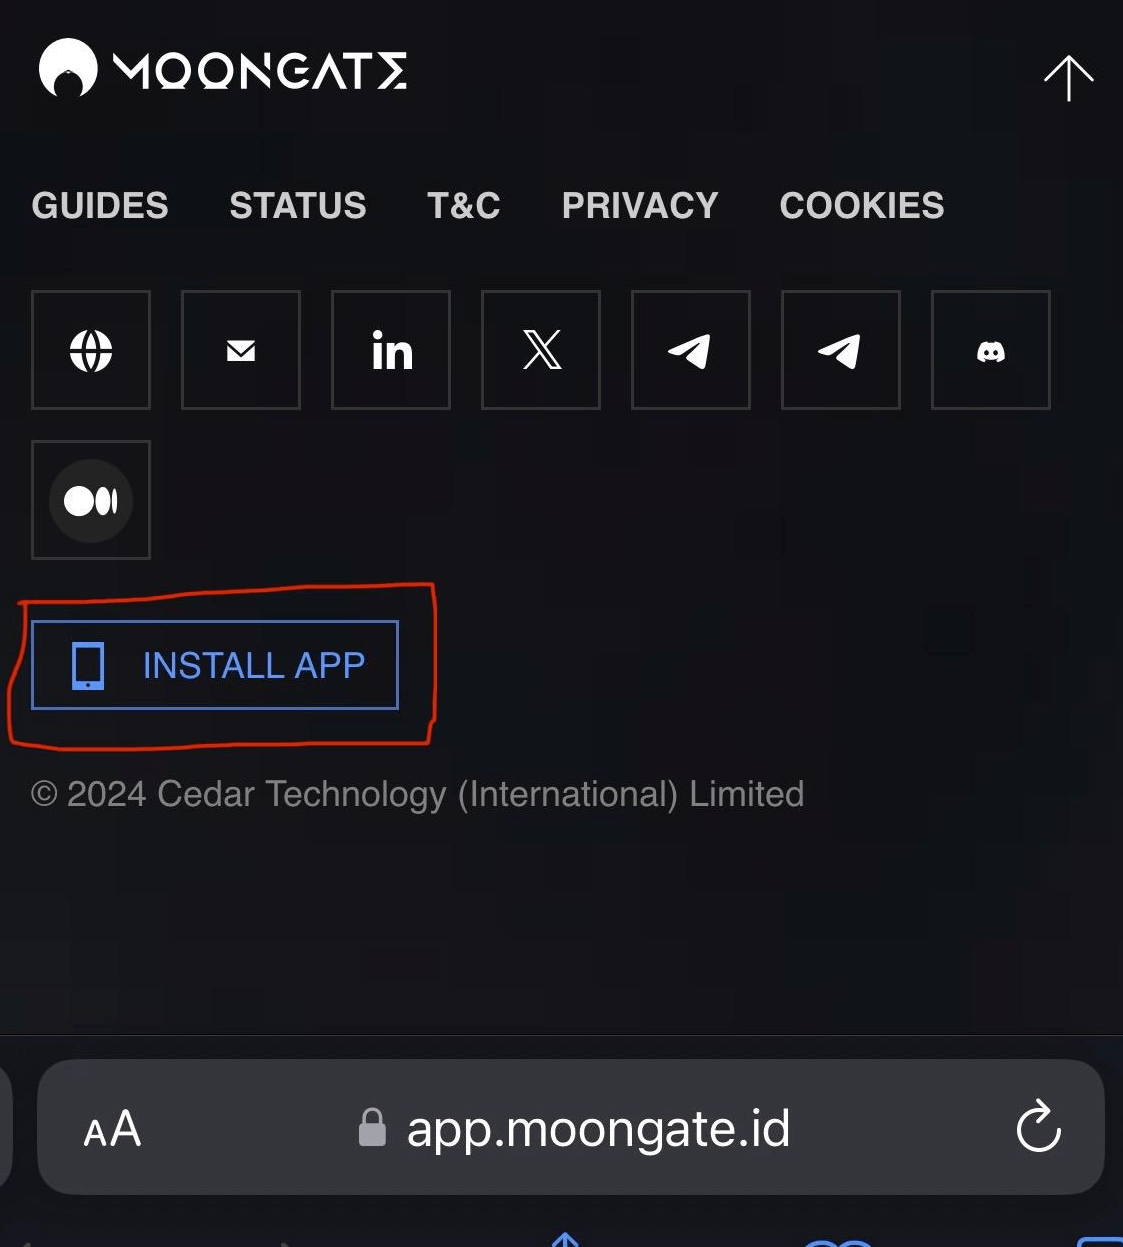 MOONGATE
GUIDES STATUS T&C PRIVACY COOKIES
in
INSTALL APP
© 2024 Cedar Technology (International) Limited
AA app.moongate.id